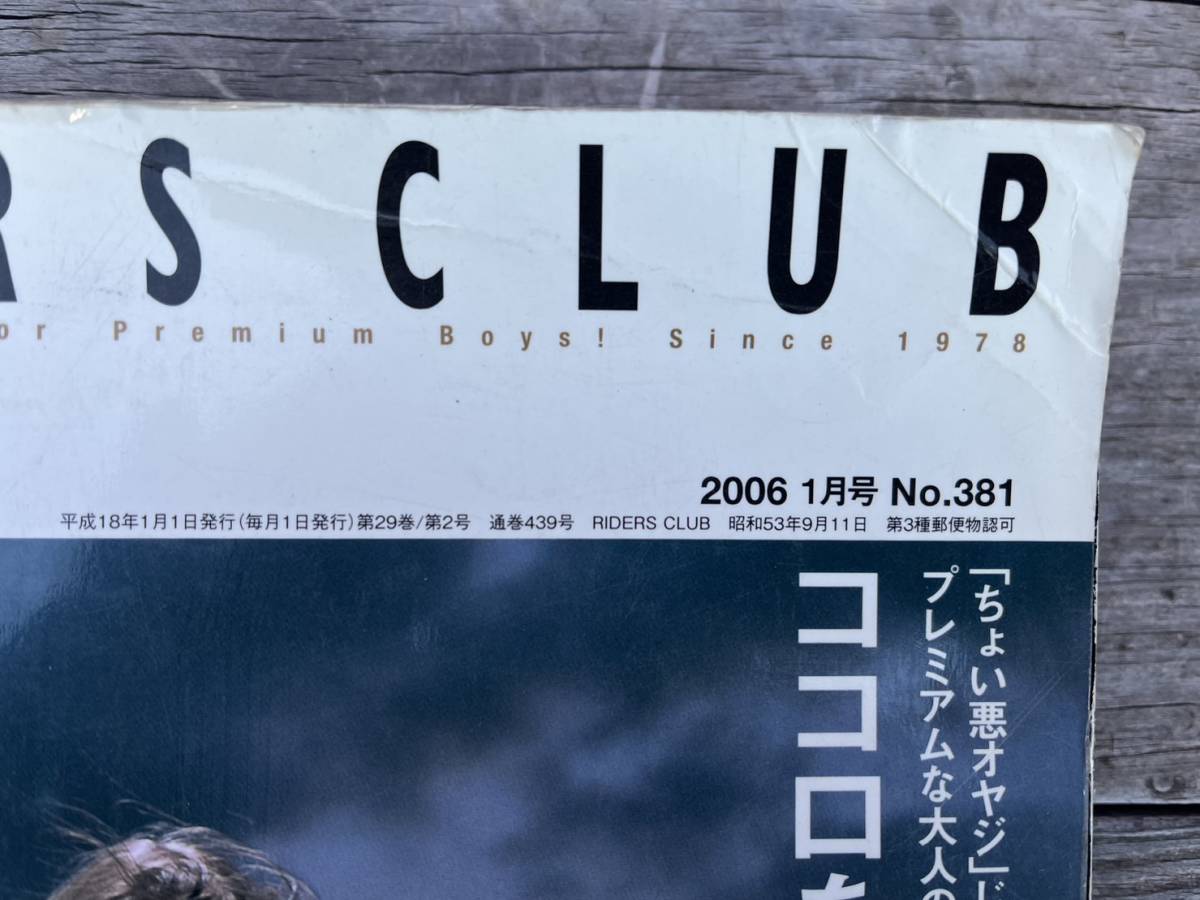 RS CLUB
or Premium Boys! Since 1978
2006 1月号 No.381
平成18年1月1日発行(毎月1日発行)第29巻/第2号 通巻439号 RIDERS CLUB 昭和53年9月11日 第3種郵便物認可
「ちょい悪オヤジ」じ
プレミアムな大人の
ココロを